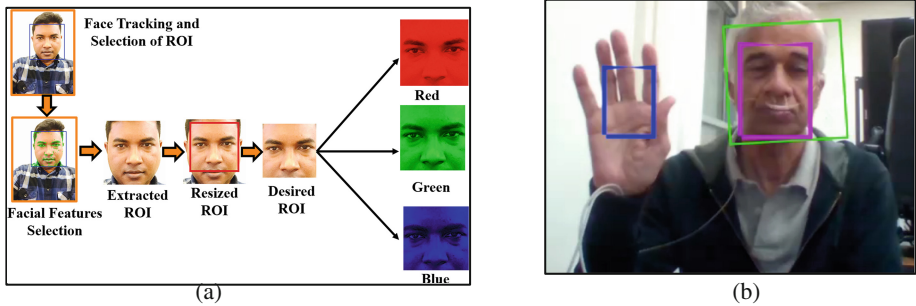 Face Tracking and
Selection of ROI
Red
Green
Blue
Facial Features
Selection
Extracted
ROI
Resized
ROI
Desired
ROI
(a)
(b)